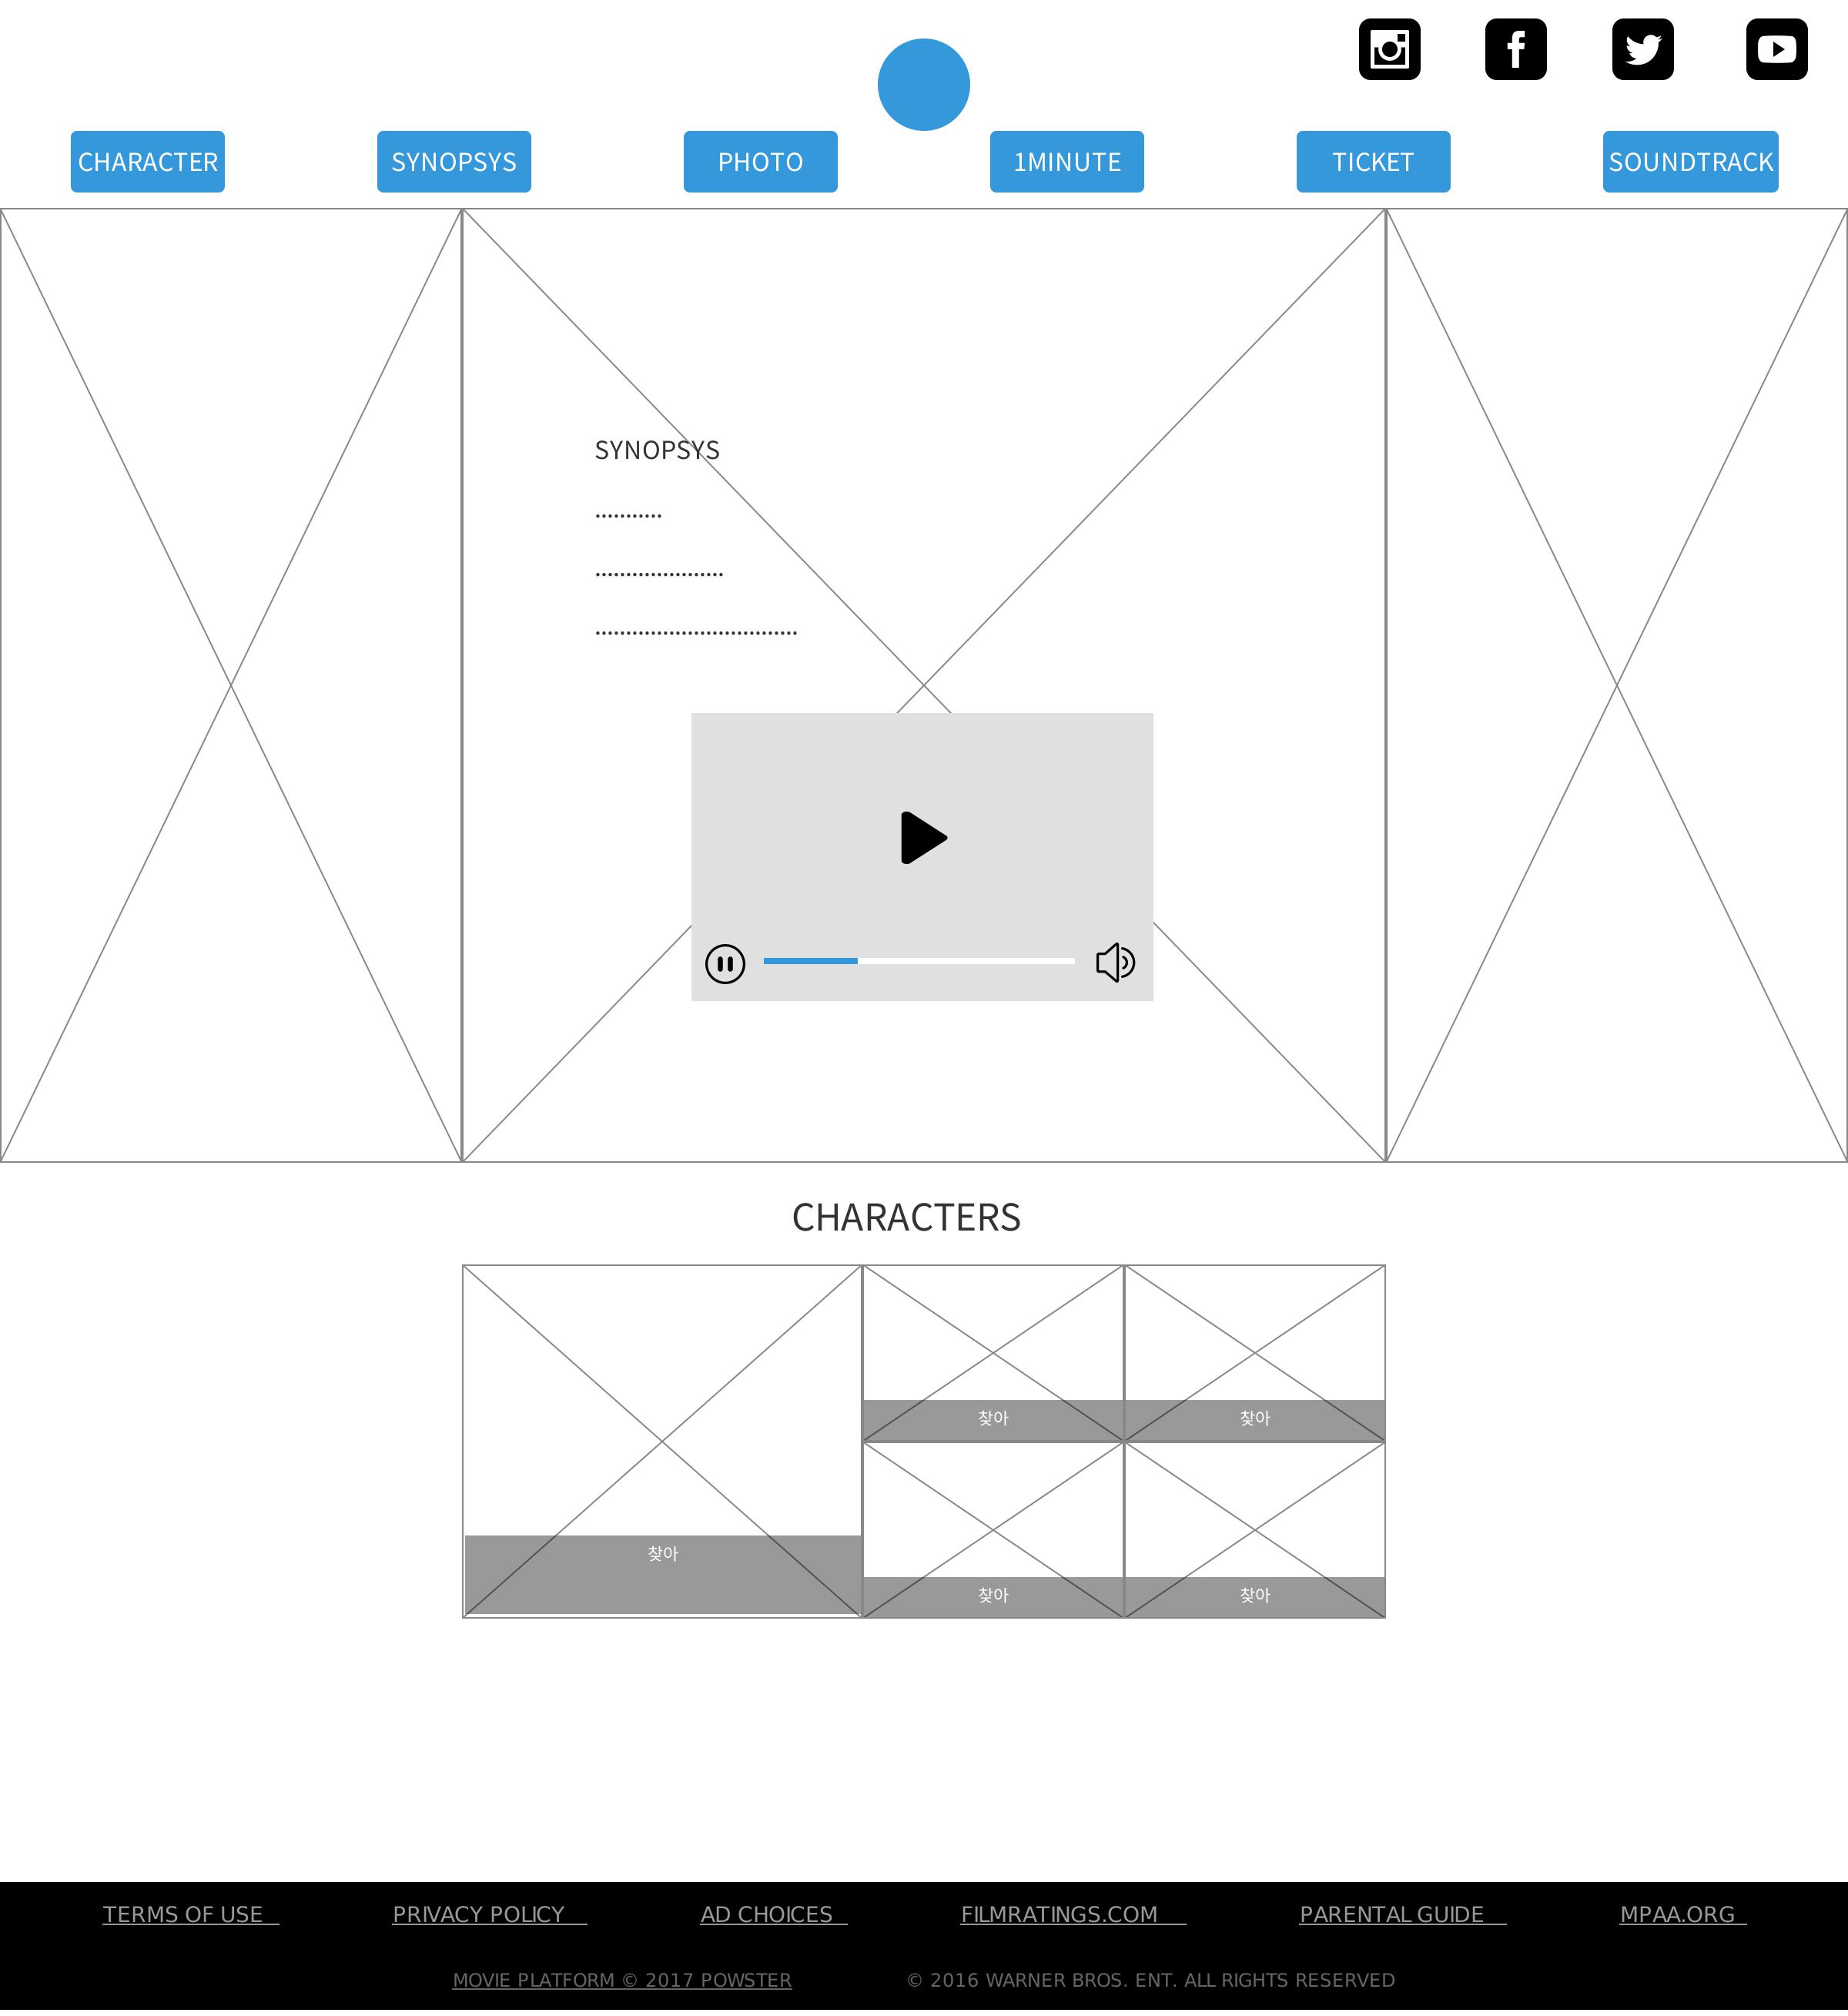 CHARACTER SYNOPSYS PHOTO 1MINUTE TICKET SOUNDTRACK
SYNOPSYS
...........
.....................
.................................
CHARACTERS
찾아 찾아
찾아
찾아 찾아
TERMS OF USE PRIVACY POLICY AD CHOICES FILMRATINGS.COM PARENTAL GUIDE MPAA.ORG
MOVIE PLATFORM © 2017 POWSTER © 2016 WARNER BROS. ENT. ALL RIGHTS RESERVED